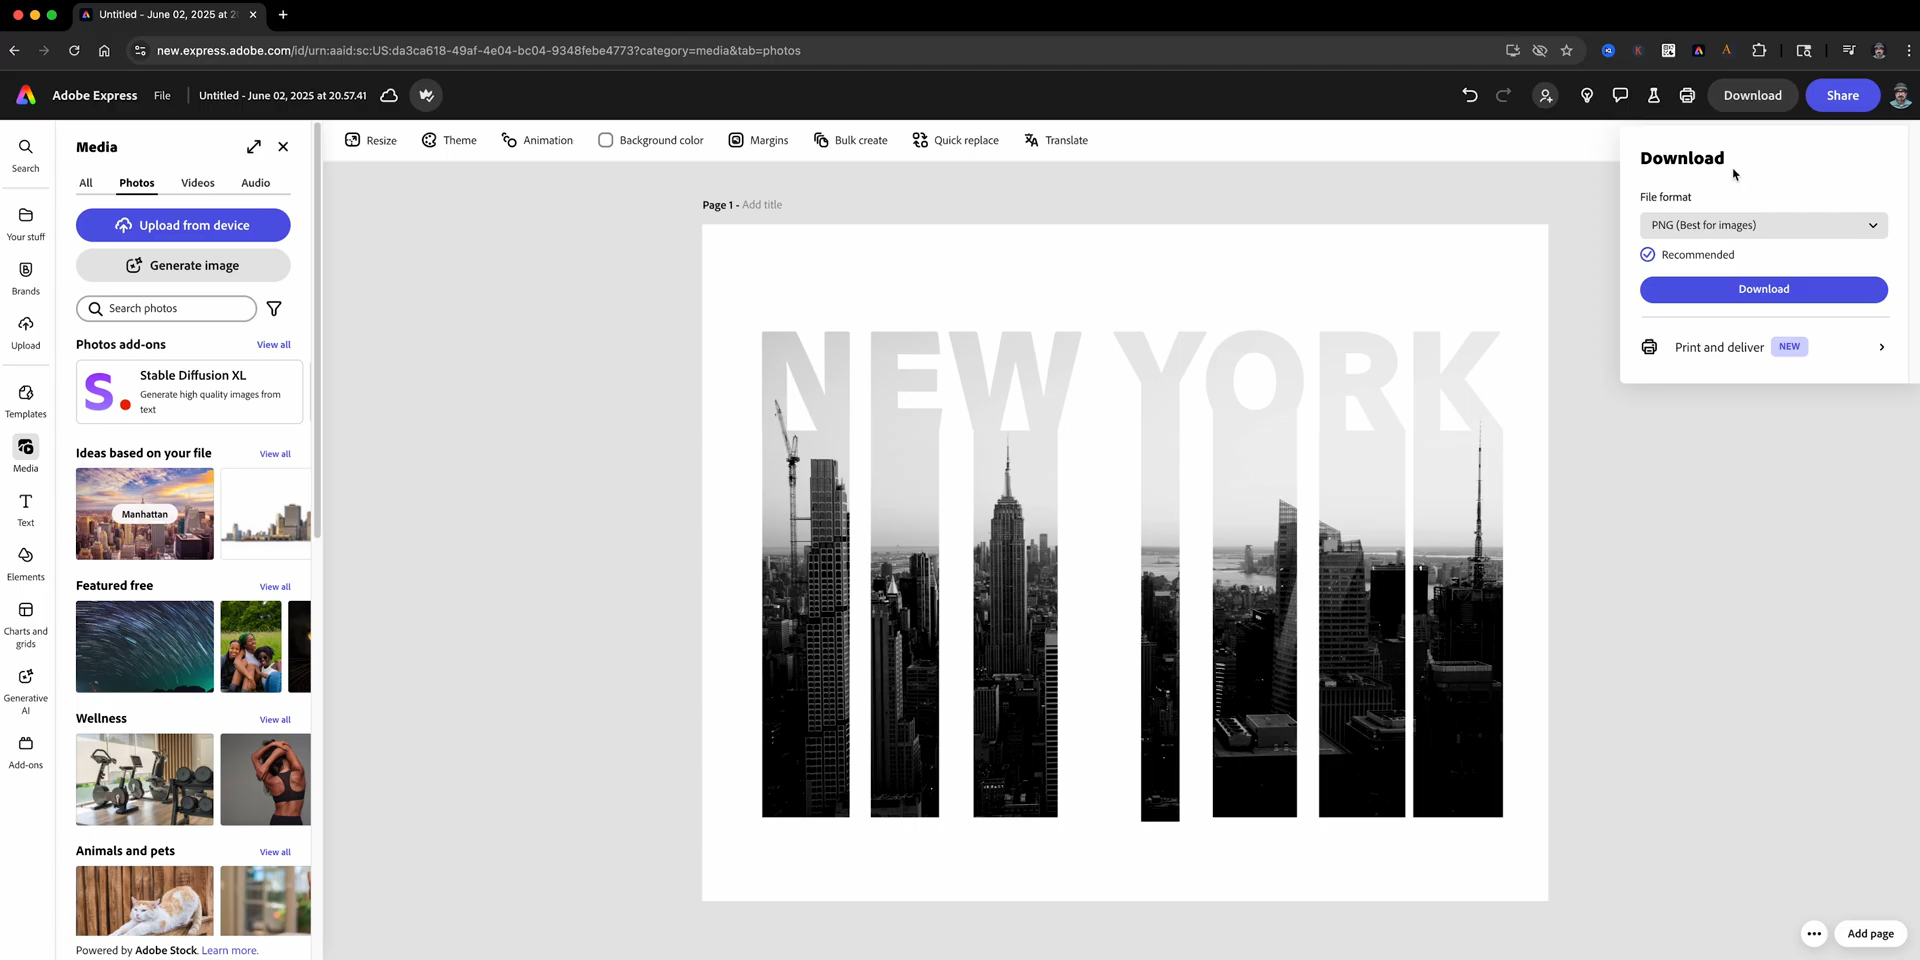 Untitled - June 02, 2025 at 2
new.express.adobe.com/id/urn:aaid:sc:US:da3ca618-49af-4e04-bc04-9348febe4773?category=media&tab=photos
Adobe Express
File
Untitled - June 02, 2025 at 20.57.41
Download
Share
Search
Your stuff
Brands
Upload
Templates
Media
Text
Elements
Charts and
grids
Generative
AI
Add-ons
Media
All
Photos
Videos
Audio
Upload from device
Generate image
Search photos
Photos add-ons
View all
S
Stable Diffusion XL
Generate high quality images from
text
Ideas based on your file
View all
Manhattan
Featured free
View all
Wellness
View all
Animals and pets
View all
Powered by Adobe Stock. Learn more.
Resize
Theme
Animation
Background color
Margins
Bulk create
Quick replace
Translate
Page 1 - Add title
NEW YORK
Download
File format
PNG (Best for images)
Recommended
Download
Print and deliver
NEW
Add page